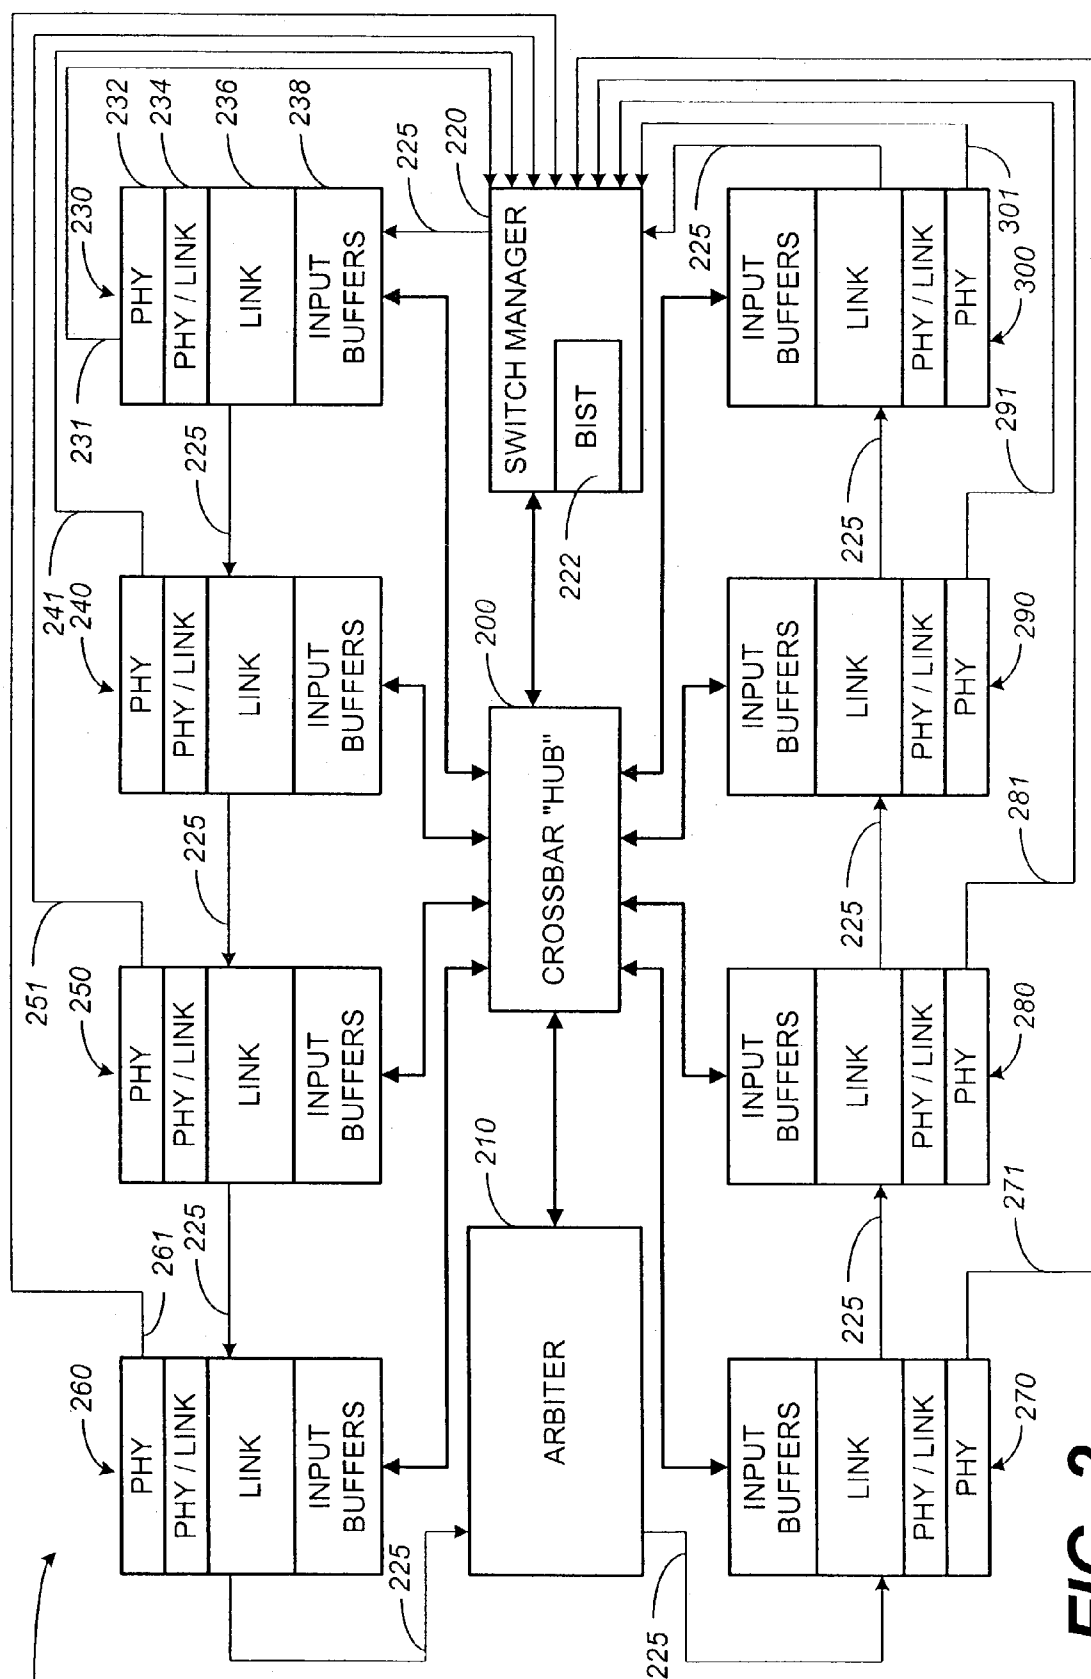 260
261
251
250
241
240
231
230
232
234
236
238
PHY
PHY / LINK
LINK
INPUT
BUFFERS
225
PHY
PHY / LINK
LINK
INPUT
BUFFERS
225
PHY
PHY / LINK
LINK
INPUT
BUFFERS
225
PHY
PHY / LINK
LINK
INPUT
BUFFERS
225
225
210
200
220
ARBITER
CROSSBAR "HUB"
SWITCH MANAGER
BIST
222
225
225
INPUT
BUFFERS
LINK
PHY / LINK
PHY
225
INPUT
BUFFERS
LINK
PHY / LINK
PHY
225
INPUT
BUFFERS
LINK
PHY / LINK
PHY
225
INPUT
BUFFERS
LINK
PHY / LINK
PHY
270
271
280
281
290
291
300
301
FIG. 2